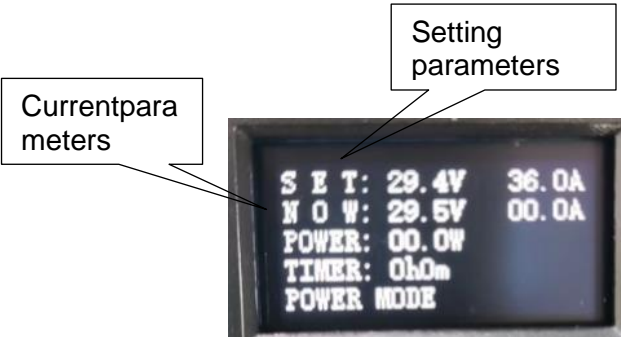 Setting
parameters
Currentpara
meters
S E T: 29.4V 36.0A
N O W: 29.5V 00.0A
POWER: 00.0W
TIMER: 0h0m
POWER MODE